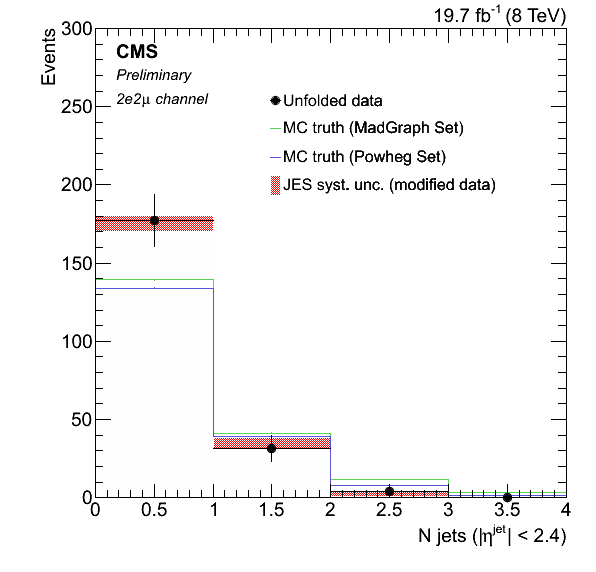 19.7 fb⁻¹ (8 TeV)
Events
CMS
Preliminary
2e2μ channel
Unfolded data
MC truth (MadGraph Set)
MC truth (Powheg Set)
JES syst. unc. (modified data)
300
250
200
150
100
50
0
0 0.5 1 1.5 2 2.5 3 3.5 4
N jets (|η^jet| < 2.4)